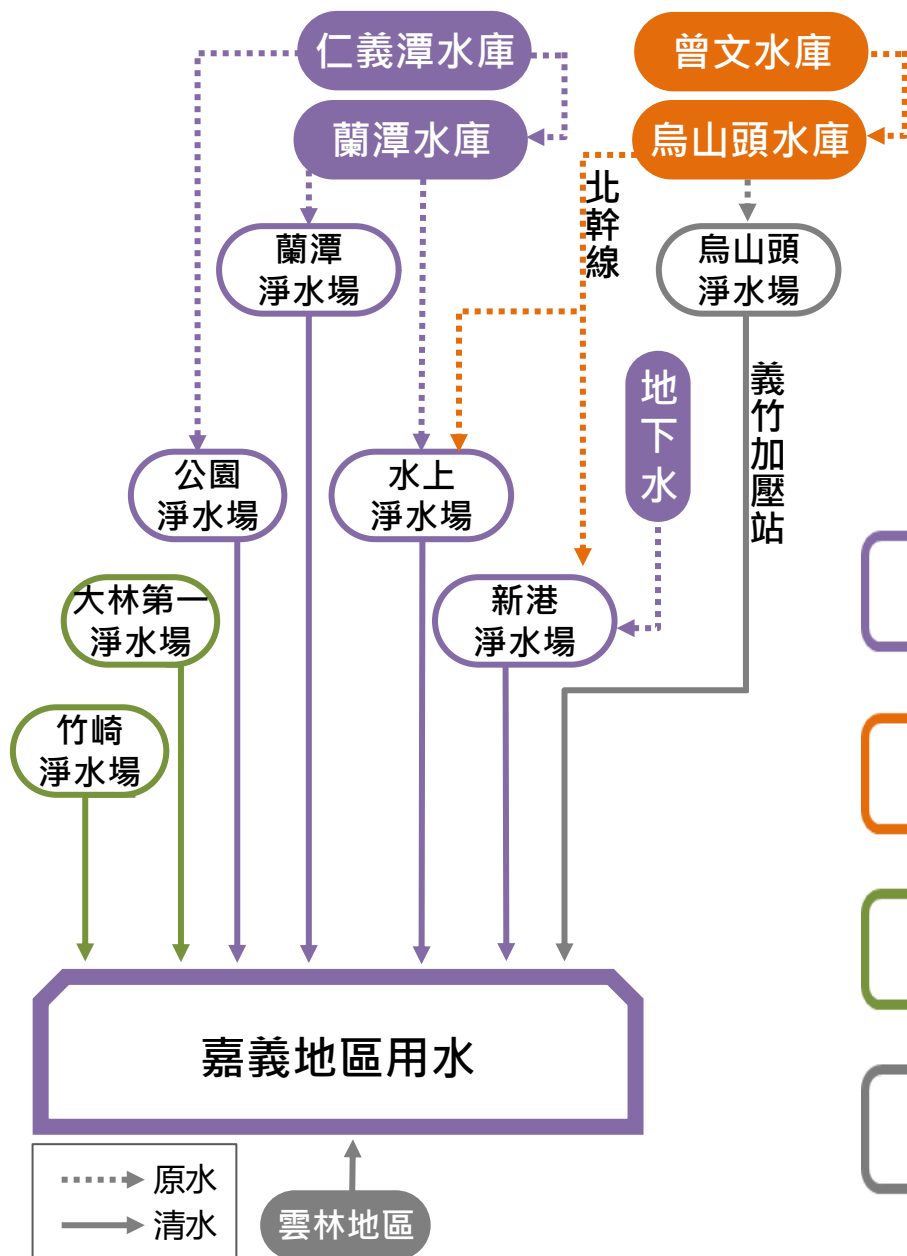 仁義潭水庫
曾文水庫
蘭潭水庫
烏山頭水庫
北幹線
蘭潭
淨水場
烏山頭
淨水場
地下水
義竹加壓站
公園
淨水場
水上
淨水場
大林第一
淨水場
新港
淨水場
竹崎
淨水場
嘉義地區用水
原水
清水
雲林地區